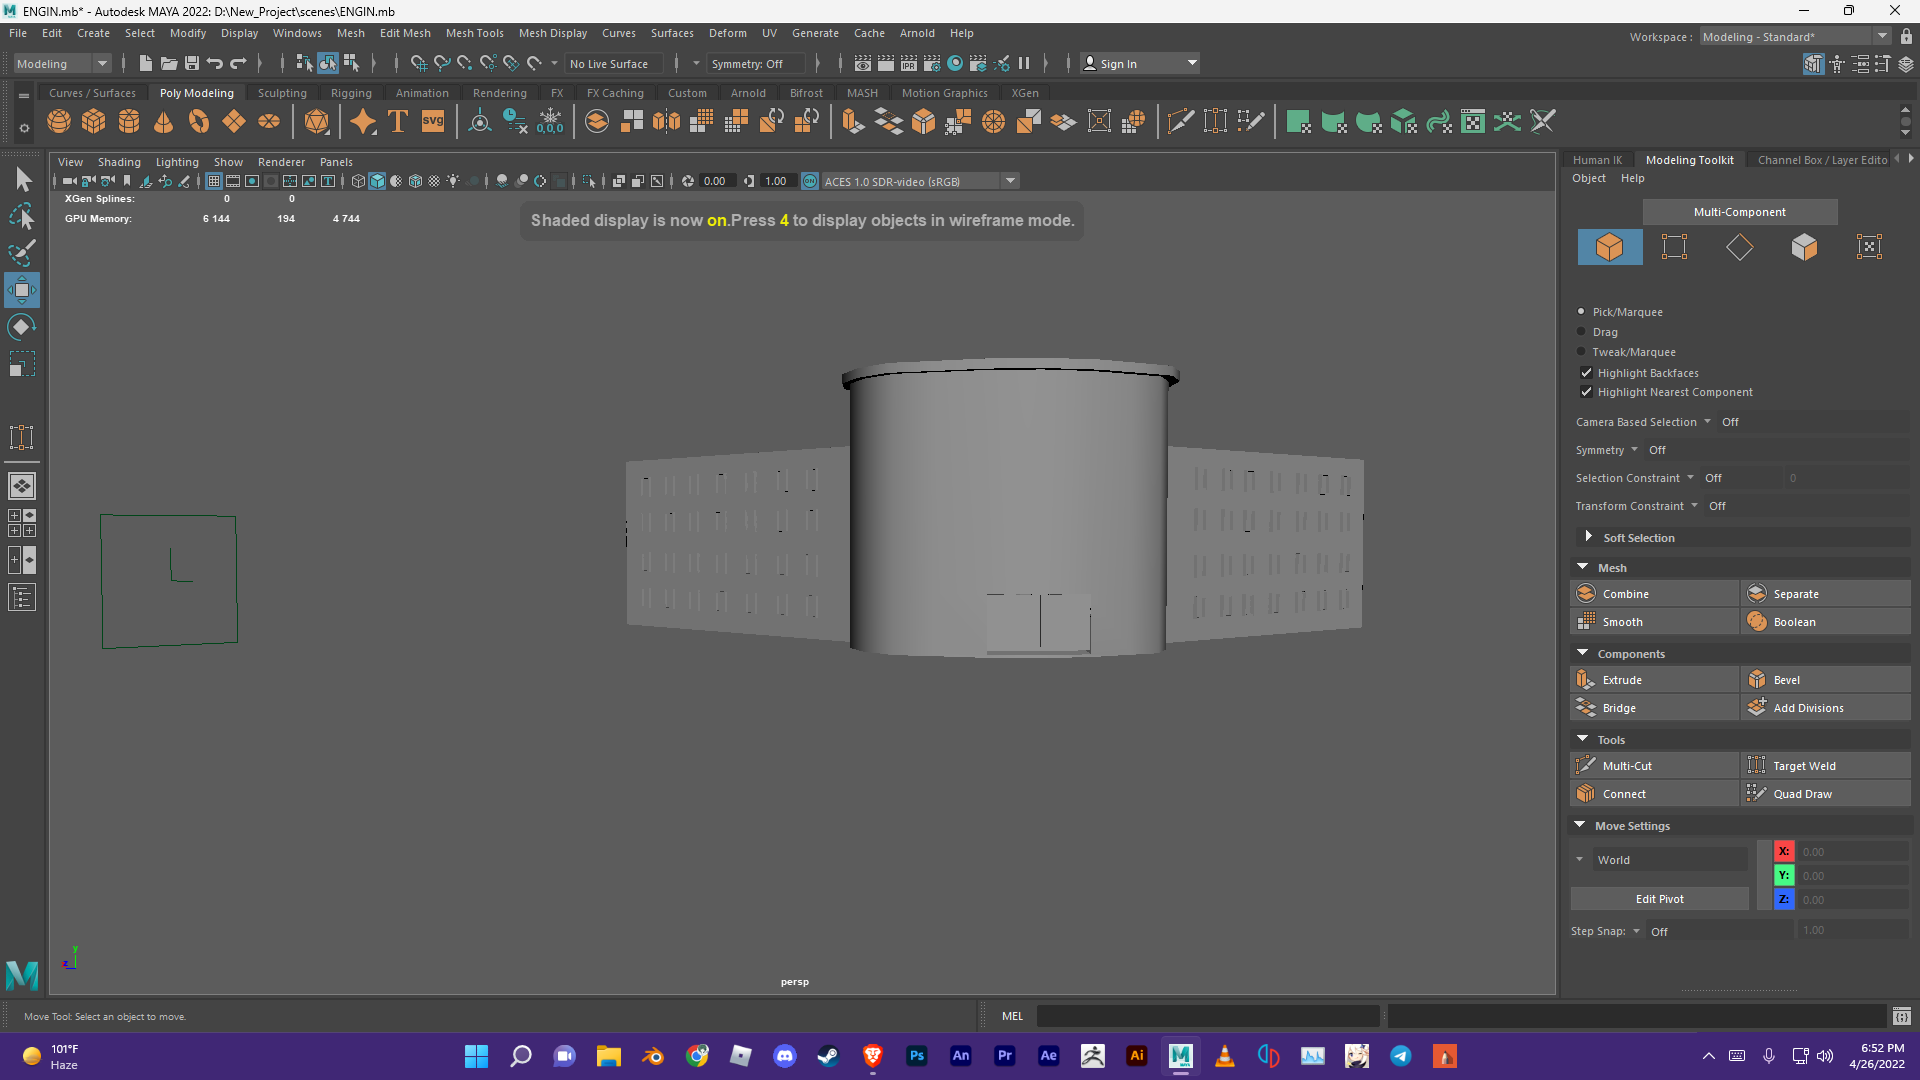 ENGIN.mb* - Autodesk MAYA 2022: D:\New_Project\scenes\ENGIN.mb
File Edit Create Select Modify Display Windows Mesh Edit Mesh Mesh Tools Mesh Display Curves Surfaces Deform UV Generate Cache Arnold Help
Workspace : Modeling - Standard*
Modeling No Live Surface Symmetry: Off Sign In
Curves / Surfaces Poly Modeling Sculpting Rigging Animation Rendering FX FX Caching Custom Arnold Bifrost MASH Motion Graphics XGen
T svg 0,0,0
View Shading Lighting Show Renderer Panels
0.00 1.00 ACES 1.0 SDR-video (sRGB)
XGen Splines: 0 0
GPU Memory: 6 144 194 4 744
Shaded display is now on.Press 4 to display objects in wireframe mode.
Human IK Modeling Toolkit Channel Box / Layer Edito
Object Help
Multi-Component
Pick/Marquee
Drag
Tweak/Marquee
Highlight Backfaces
Highlight Nearest Component
Camera Based Selection Off
Symmetry Off
Selection Constraint Off 0
Transform Constraint Off
Soft Selection
Mesh
Combine Separate
Smooth Boolean
Components
Extrude Bevel
Bridge Add Divisions
Tools
Multi-Cut Target Weld
Connect Quad Draw
Move Settings
World
X: 0.00
Y: 0.00
Edit Pivot
Z: 0.00
Step Snap: Off 1.00
y
z
persp
Move Tool: Select an object to move.
MEL
101°F
Haze
Ps An Pr Ae Ai M
6:52 PM
4/26/2022